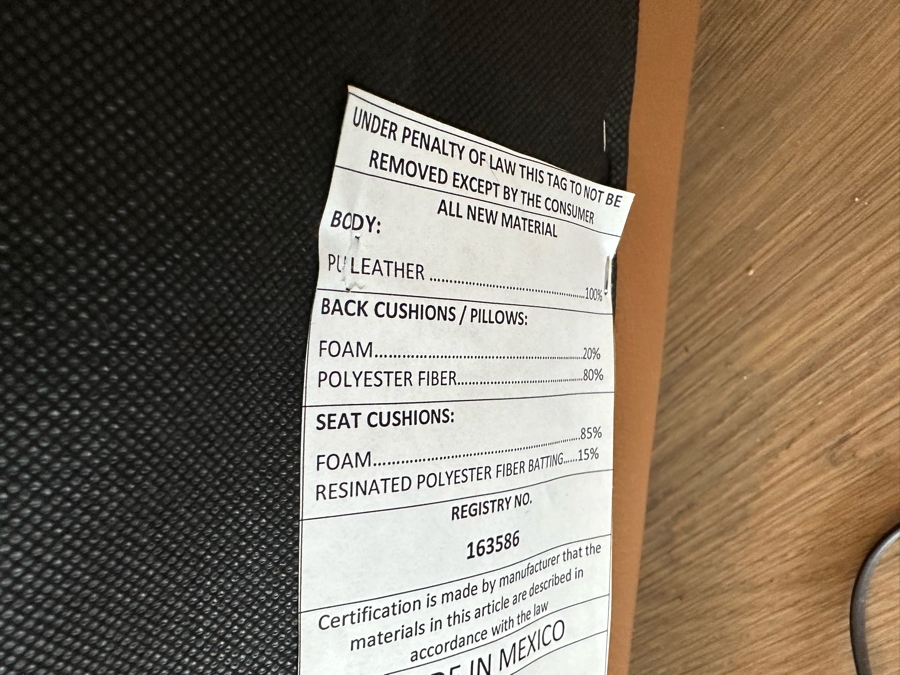 UNDER PENALTY OF LAW THIS TAG TO NOT BE
REMOVED EXCEPT BY THE CONSUMER
ALL NEW MATERIAL
BODY:
PU LEATHER ..............................100%
BACK CUSHIONS / PILLOWS:
FOAM.............................................20%
POLYESTER FIBER..........................80%
SEAT CUSHIONS:
FOAM.............................................85%
RESINATED POLYESTER FIBER BATTING......15%
REGISTRY NO.
163586
Certification is made by manufacturer that the
materials in this article are described in
accordance with the law
IN MEXICO